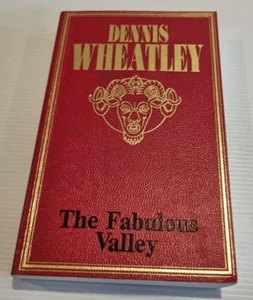 DENNIS
WHEATLEY
The Fabulous
Valley